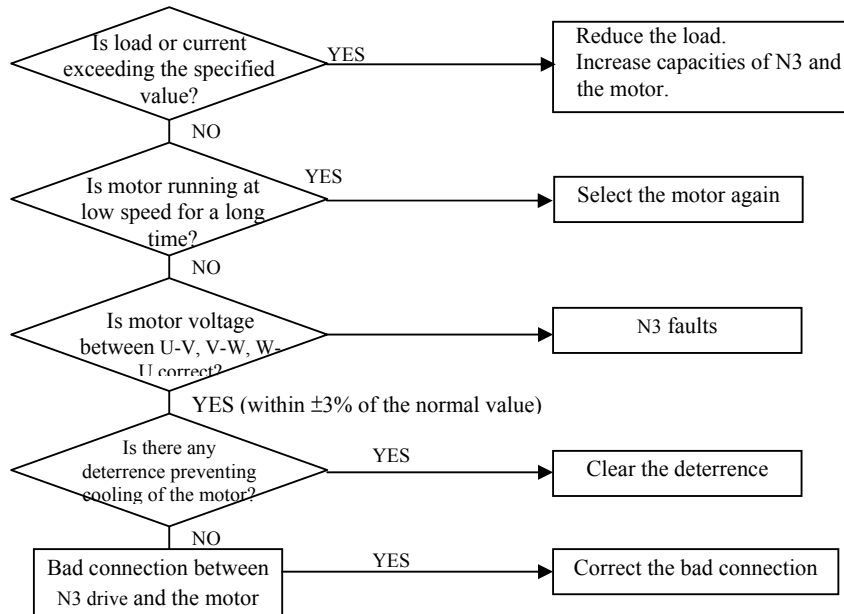 Is load or current
exceeding the specified
value?
YES
Reduce the load.
Increase capacities of N3 and
the motor.
NO
Is motor running at
low speed for a long
time?
YES
Select the motor again
NO
Is motor voltage
between U-V, V-W, W-
U correct?
N3 faults
YES (within ±3% of the normal value)
Is there any
deterrence preventing
cooling of the motor?
YES
Clear the deterrence
NO
Bad connection between
N3 drive and the motor
YES
Correct the bad connection